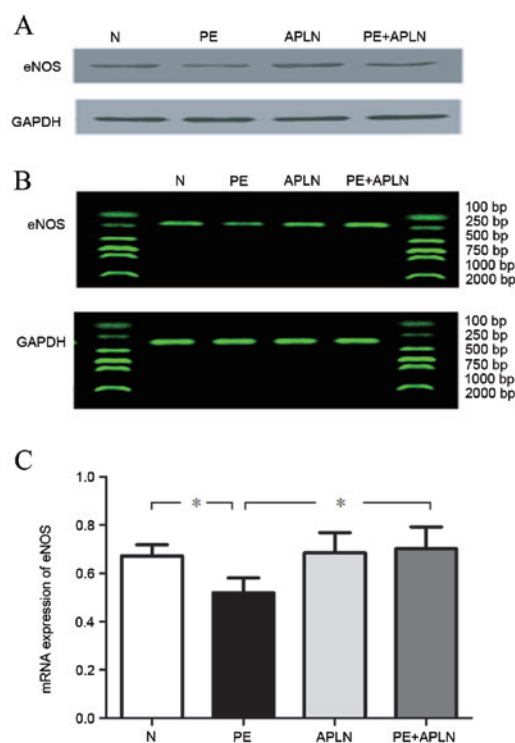 A
N PE APLN PE+APLN
eNOS
GAPDH
B
N PE APLN PE+APLN
eNOS
100 bp
250 bp
500 bp
750 bp
1000 bp
2000 bp
GAPDH
100 bp
250 bp
500 bp
750 bp
1000 bp
2000 bp
C
mRNA expression of eNOS
1.0
0.8
0.6
0.4
0.2
0.0
* *
N PE APLN PE+APLN